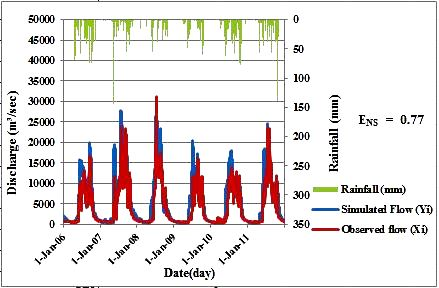 50000
45000
40000
35000
30000
25000
20000
15000
10000
5000
0
Discharge (m³/sec)
0
50
100
150
200
250
300
350
Rainfall (mm)
E_NS = 0.77
Rainfall (mm)
Simulated Flow (Yi)
Observed flow (Xi)
1-Jan-06
1-Jan-07
1-Jan-08
1-Jan-09
1-Jan-10
1-Jan-11
Date(day)